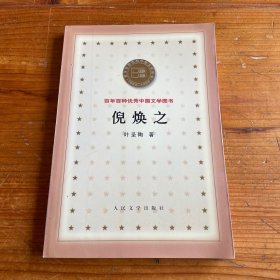 百年百种优秀中国文学图书
倪焕之
叶圣陶 著
人民文学出版社